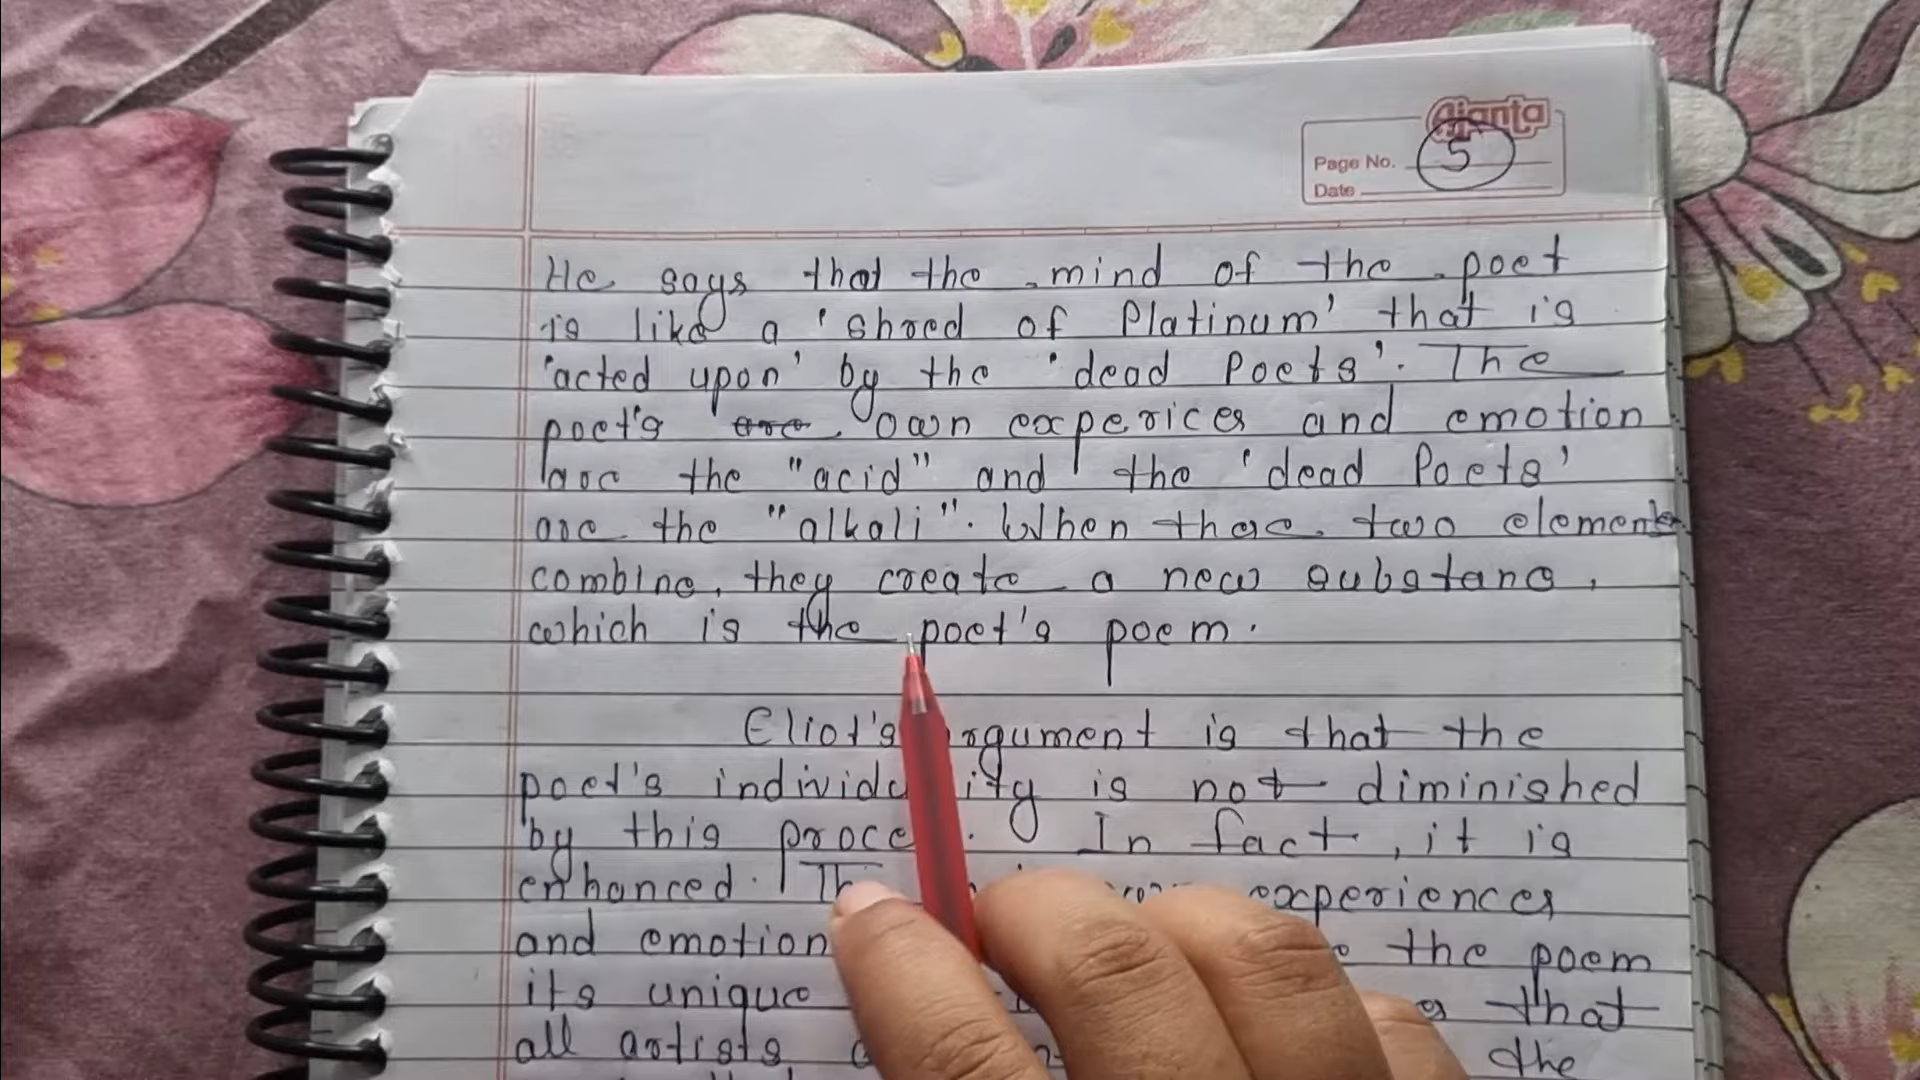 Ajanta
Page No. 5
Date
He says that the mind of the poet
is like a 'shred of Platinum' that is
'acted upon' by the 'dead Poets'. The
poet's are own experices and emotion
are the "acid" and the 'dead Poets'
are the "alkali". When these two elements
combine, they create a new substanc,
which is the poet's poem.
Eliot's argument is that the
poet's individ ity is not diminished
by this proce . In fact, it is
enhanced. Th experiences
and emotion the poem
its unique that
all artists the